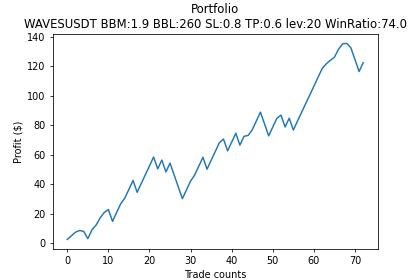 Portfolio
WAVESUSDT BBM:1.9 BBL:260 SL:0.8 TP:0.6 lev:20 WinRatio:74.0
140
120
100
80
60
40
20
0
Profit ($)
0 10 20 30 40 50 60 70
Trade counts